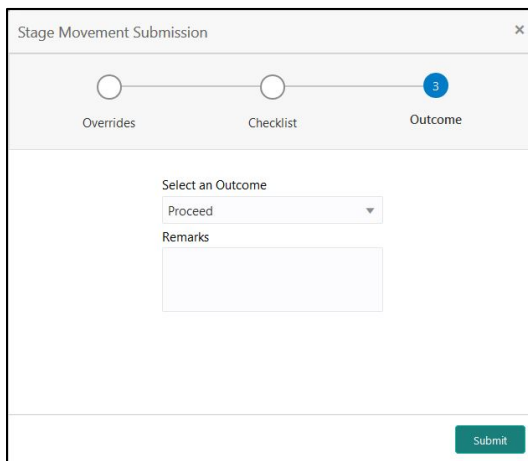 Stage Movement Submission ×
3
Overrides Checklist Outcome
Select an Outcome
Proceed
Remarks
Submit